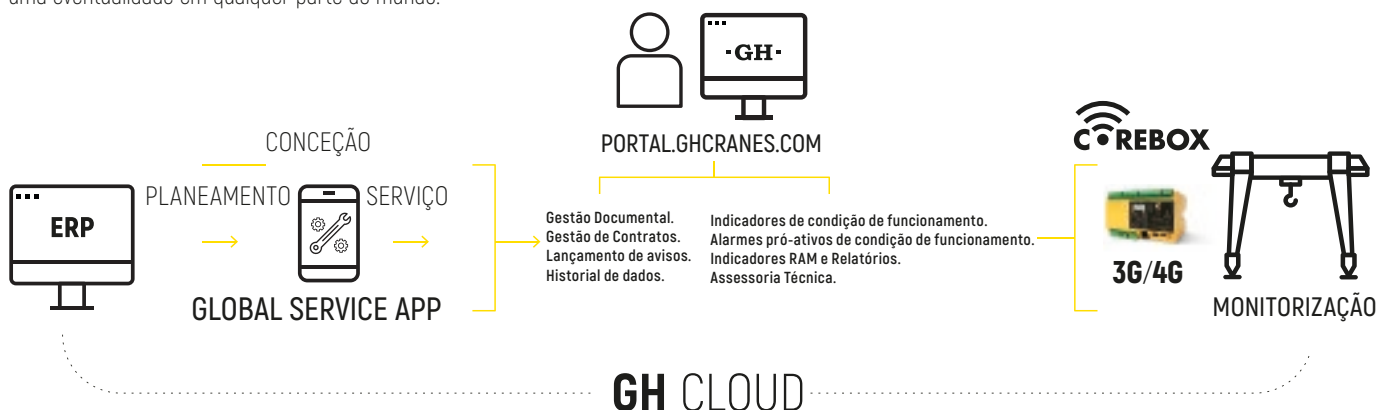 uma eventualidade em qualquer parte do mundo.
·GH·
PORTAL.GHCRANES.COM
CONCEÇÃO
PLANEAMENTO
SERVIÇO
ERP
GLOBAL SERVICE APP
Gestão Documental.
Gestão de Contratos.
Lançamento de avisos.
Historial de dados.
Indicadores de condição de funcionamento.
Alarmes pró-ativos de condição de funcionamento.
Indicadores RAM e Relatórios.
Assessoria Técnica.
COREBOX
3G/4G
MONITORIZAÇÃO
GH CLOUD